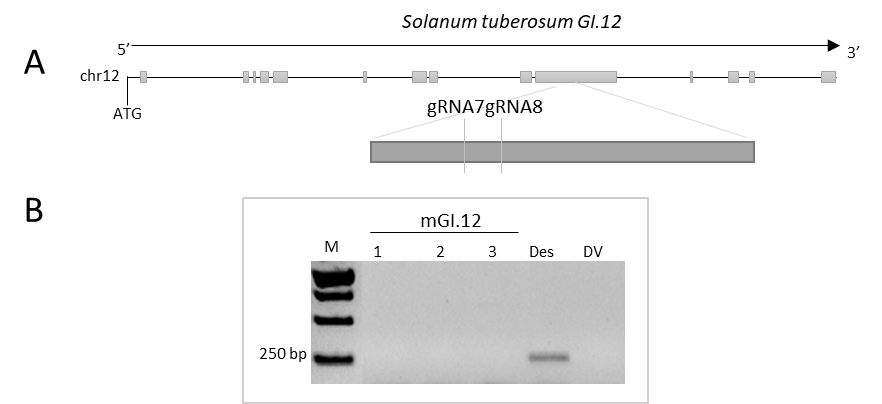 Solanum tuberosum GI.12
5’
3’
A
chr12
ATG
gRNA7gRNA8
B
mGI.12
M
1 2 3 Des DV
250 bp